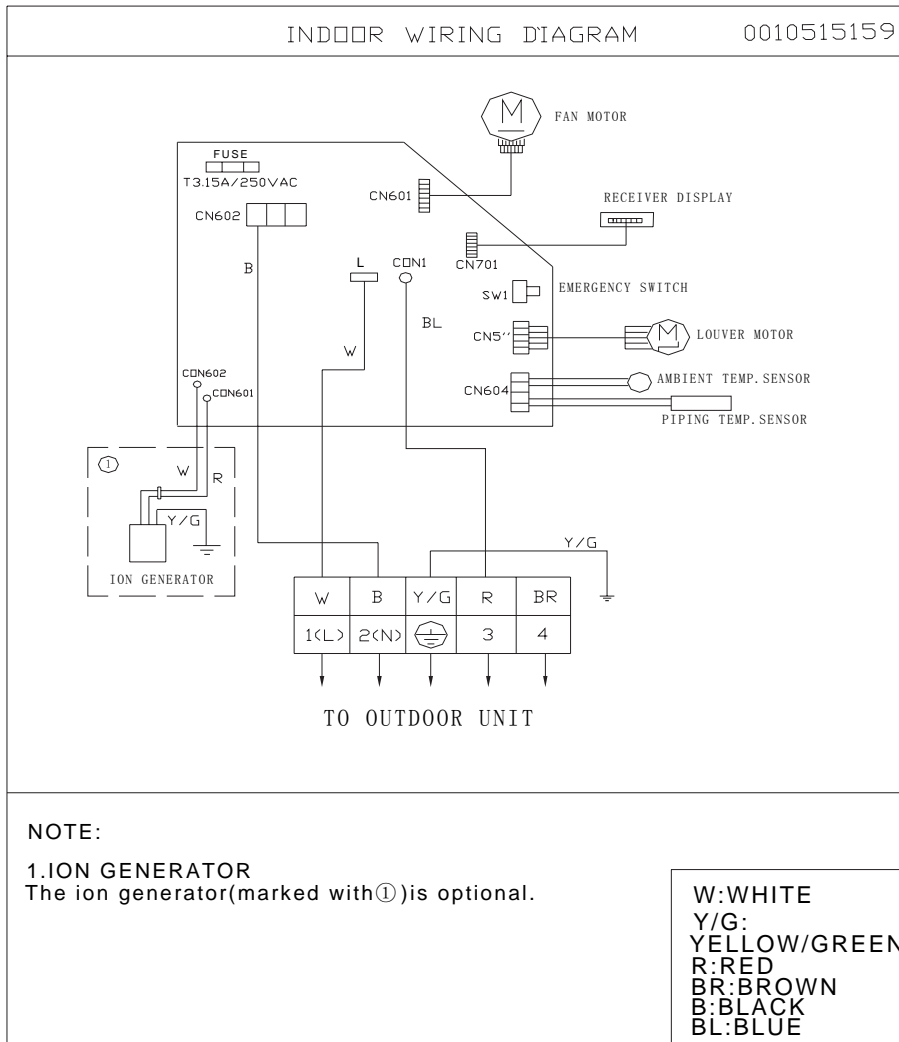 INDOOR WIRING DIAGRAM 0010515159
M
FAN MOTOR
FUSE
T3.15A/250VAC
CN601
RECEIVER DISPLAY
CN602
CN701
B
L
CON1
SW1
EMERGENCY SWITCH
BL
CN5''
M
LOUVER MOTOR
W
CON602
CON601
CN604
AMBIENT TEMP.SENSOR
PIPING TEMP.SENSOR
①
W
R
Y/G
ION GENERATOR
Y/G
W B Y/G R BR
1(L) 2(N) 3 4
TO OUTDOOR UNIT
NOTE:
1.ION GENERATOR
The ion generator(marked with①)is optional.
W:WHITE
Y/G:
YELLOW/GREEN
R:RED
BR:BROWN
B:BLACK
BL:BLUE